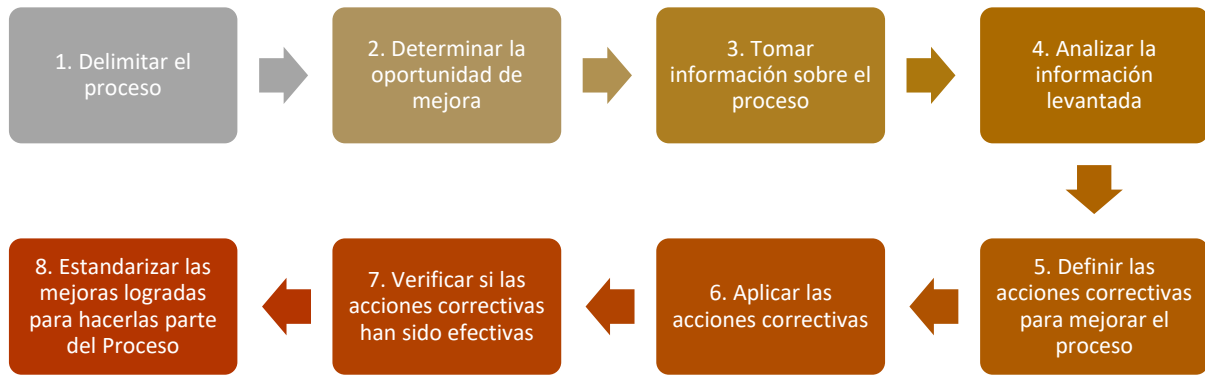 1. Delimitar el
proceso
2. Determinar la
oportunidad de
mejora
3. Tomar
información sobre el
proceso
4. Analizar la
información
levantada
5. Definir las
acciones correctivas
para mejorar el
proceso
6. Aplicar las
acciones correctivas
7. Verificar si las
acciones correctivas
han sido efectivas
8. Estandarizar las
mejoras logradas
para hacerlas parte
del Proceso